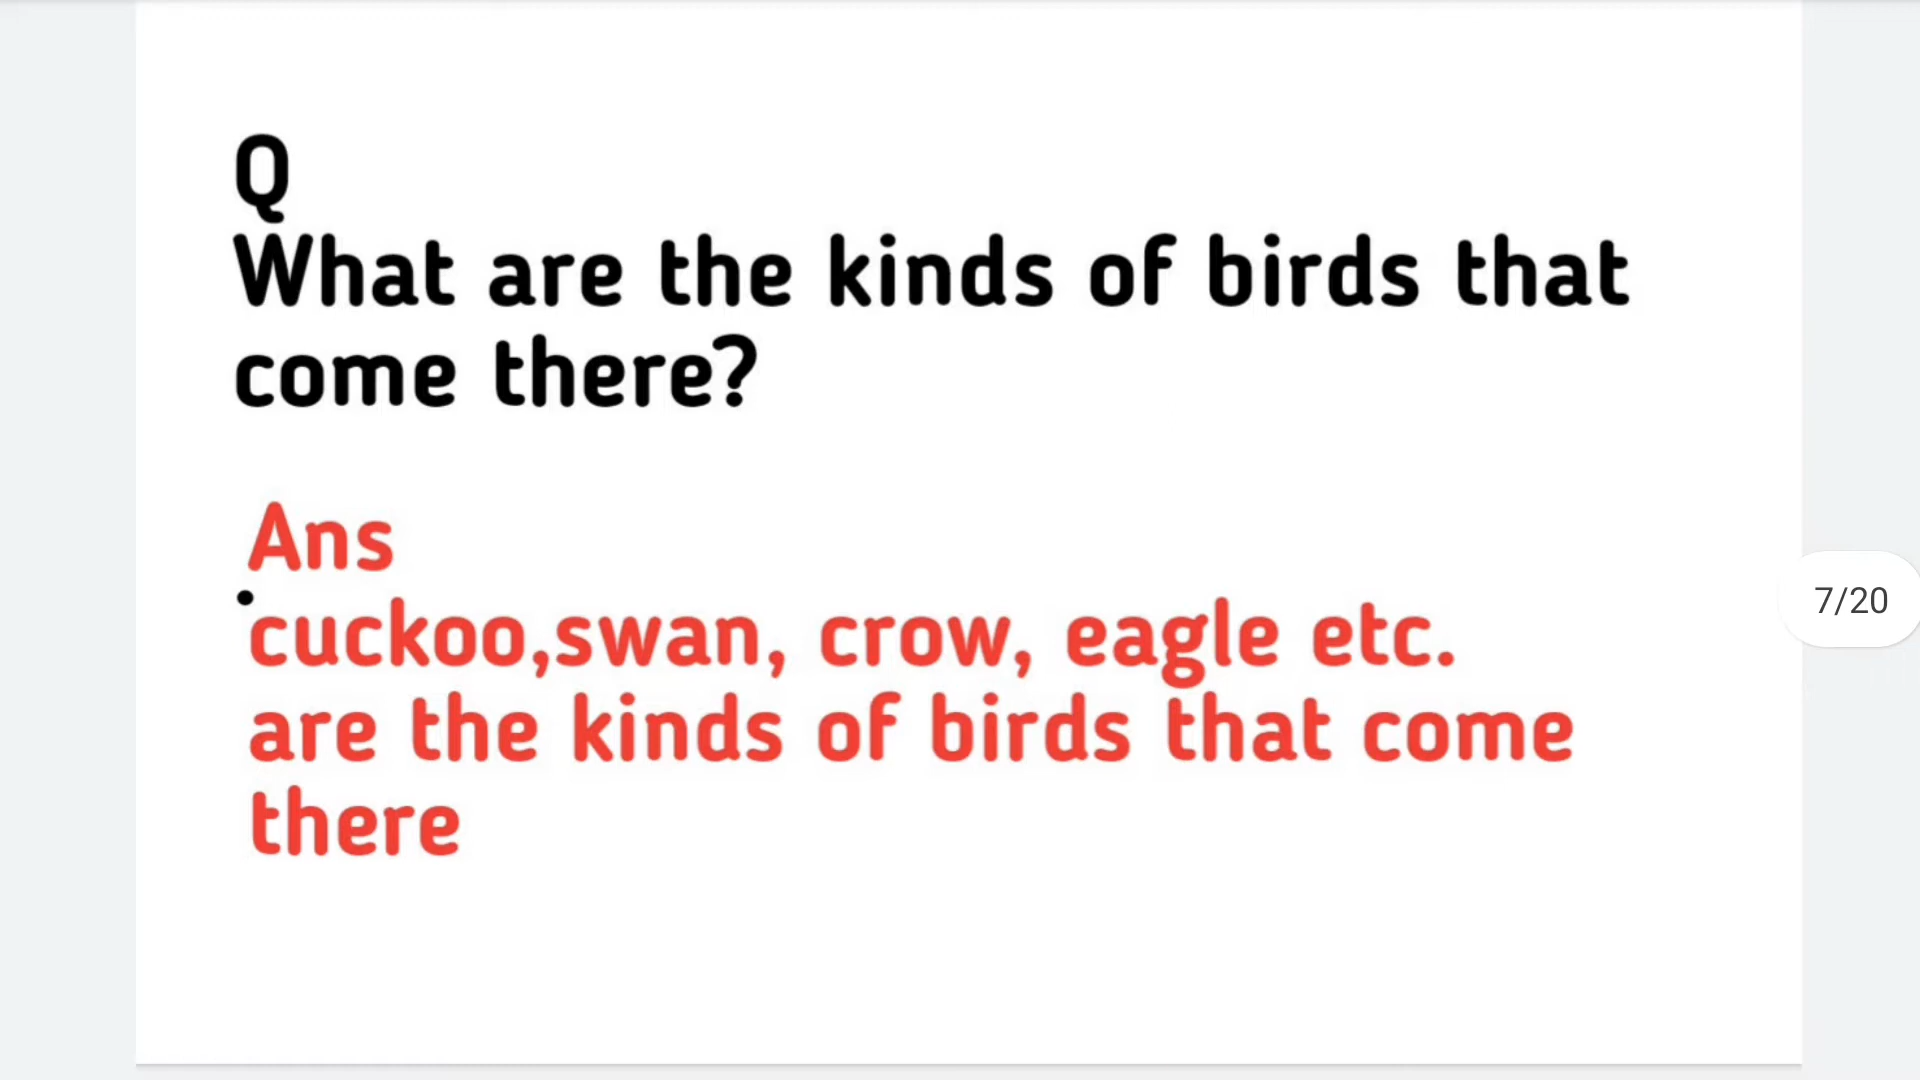 Q
What are the kinds of birds that
come there?
Ans
cuckoo,swan, crow, eagle etc.
are the kinds of birds that come
there
7/20